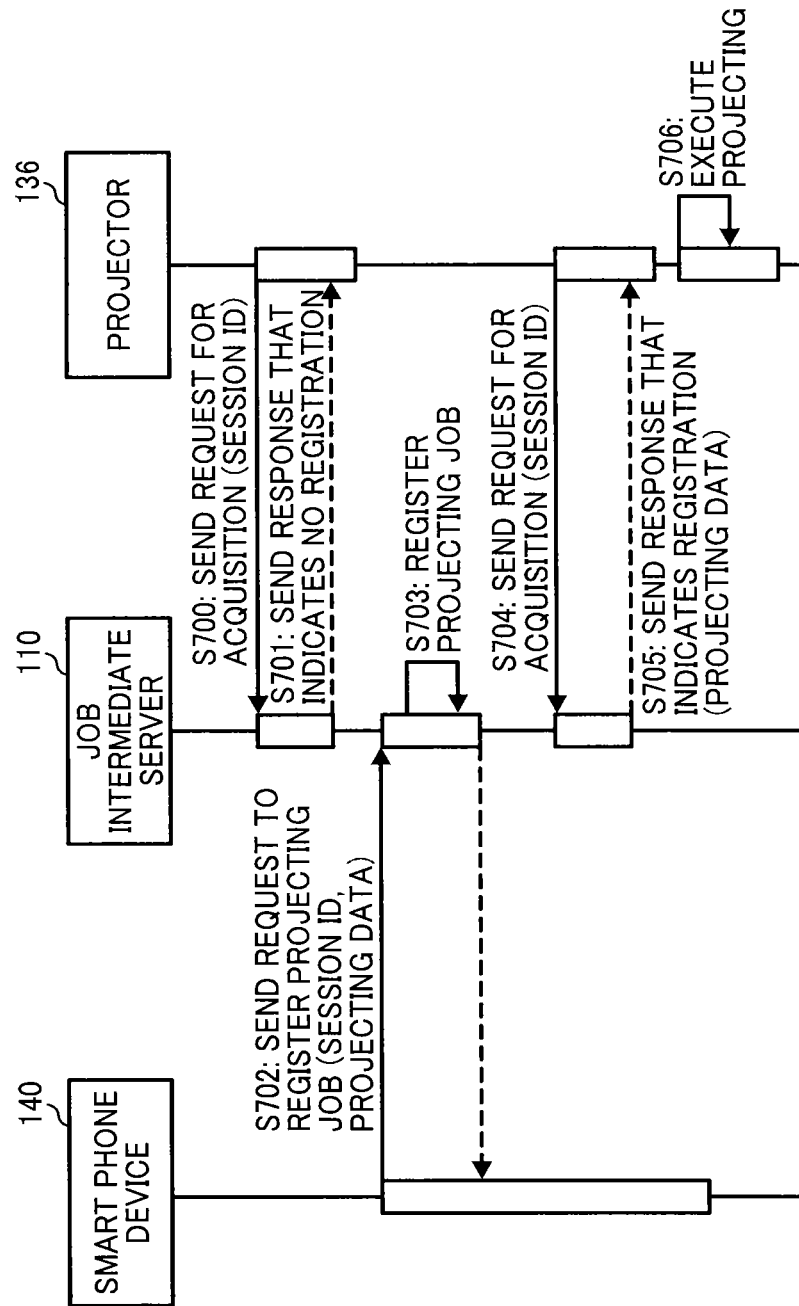 140
SMART PHONE
DEVICE
110
JOB
INTERMEDIATE
SERVER
136
PROJECTOR
S700: SEND REQUEST FOR
ACQUISITION (SESSION ID)
S701: SEND RESPONSE THAT
INDICATES NO REGISTRATION
S702: SEND REQUEST TO
REGISTER PROJECTING
JOB (SESSION ID,
PROJECTING DATA)
S703: REGISTER
PROJECTING JOB
S704: SEND REQUEST FOR
ACQUISITION (SESSION ID)
S705: SEND RESPONSE THAT
INDICATES REGISTRATION
(PROJECTING DATA)
S706:
EXECUTE
PROJECTING